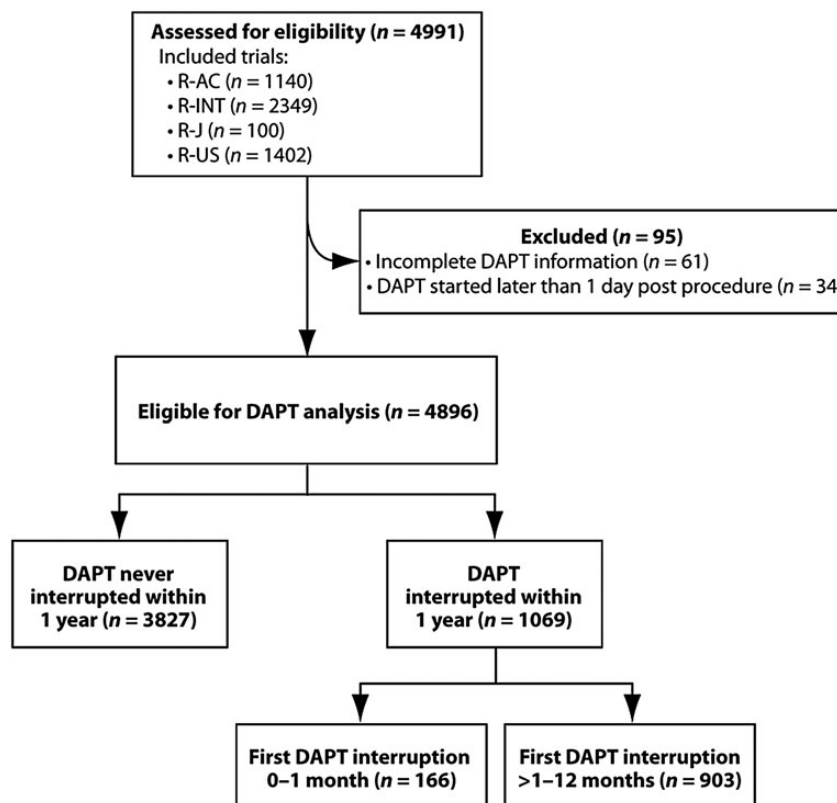 Assessed for eligibility (n = 4991)
Included trials:
• R-AC (n = 1140)
• R-INT (n = 2349)
• R-J (n = 100)
• R-US (n = 1402)
Excluded (n = 95)
• Incomplete DAPT information (n = 61)
• DAPT started later than 1 day post procedure (n = 34
Eligible for DAPT analysis (n = 4896)
DAPT never
interrupted within
1 year (n = 3827)
DAPT
interrupted within
1 year (n = 1069)
First DAPT interruption
0–1 month (n = 166)
First DAPT interruption
>1–12 months (n = 903)